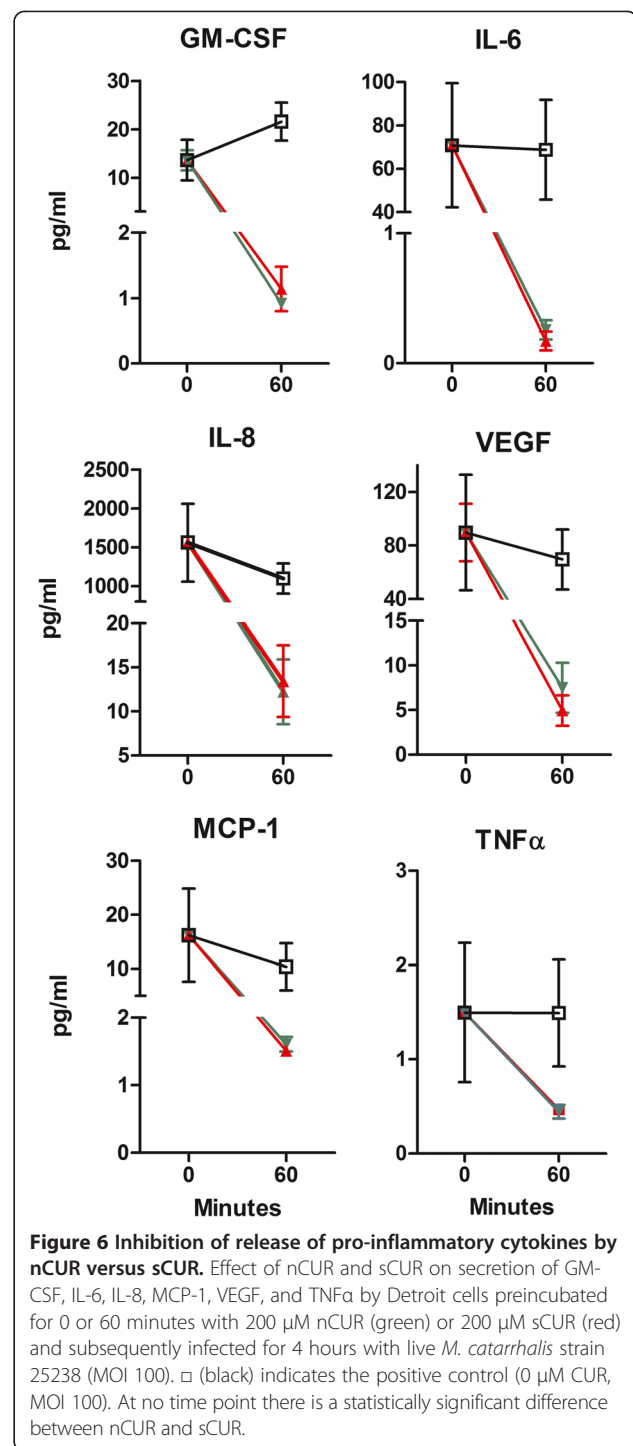 GM-CSF
30
20
10
2
1
0
0 60
pg/ml
IL-6
100
80
60
40
1
0
0 60
IL-8
2500
2000
1500
1000
20
15
10
5
0 60
pg/ml
VEGF
120
80
40
15
10
5
0
0 60
MCP-1
30
20
10
2
1
0
0 60
pg/ml
Minutes
TNFα
3
2
1
0
0 60
Minutes
Figure 6 Inhibition of release of pro-inflammatory cytokines by
nCUR versus sCUR. Effect of nCUR and sCUR on secretion of GM-
CSF, IL-6, IL-8, MCP-1, VEGF, and TNFα by Detroit cells preincubated
for 0 or 60 minutes with 200 μM nCUR (green) or 200 μM sCUR (red)
and subsequently infected for 4 hours with live M. catarrhalis strain
25238 (MOI 100). □ (black) indicates the positive control (0 μM CUR,
MOI 100). At no time point there is a statistically significant difference
between nCUR and sCUR.